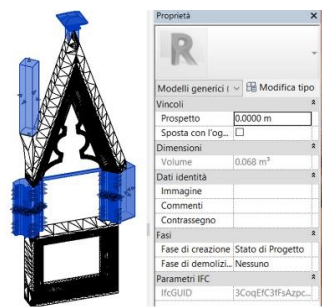 Proprietà
Modelli generici (
Modifica tipo
Vincoli
Prospetto 0.0000 m
Sposta con l'og...
Dimensioni
Volume 0.068 m³
Dati identità
Immagine
Commenti
Contrassegno
Fasi
Fase di creazione Stato di Progetto
Fase di demolizi... Nessuno
Parametri IFC
IfcGUID 3CoqEfC3fFsAzpc...